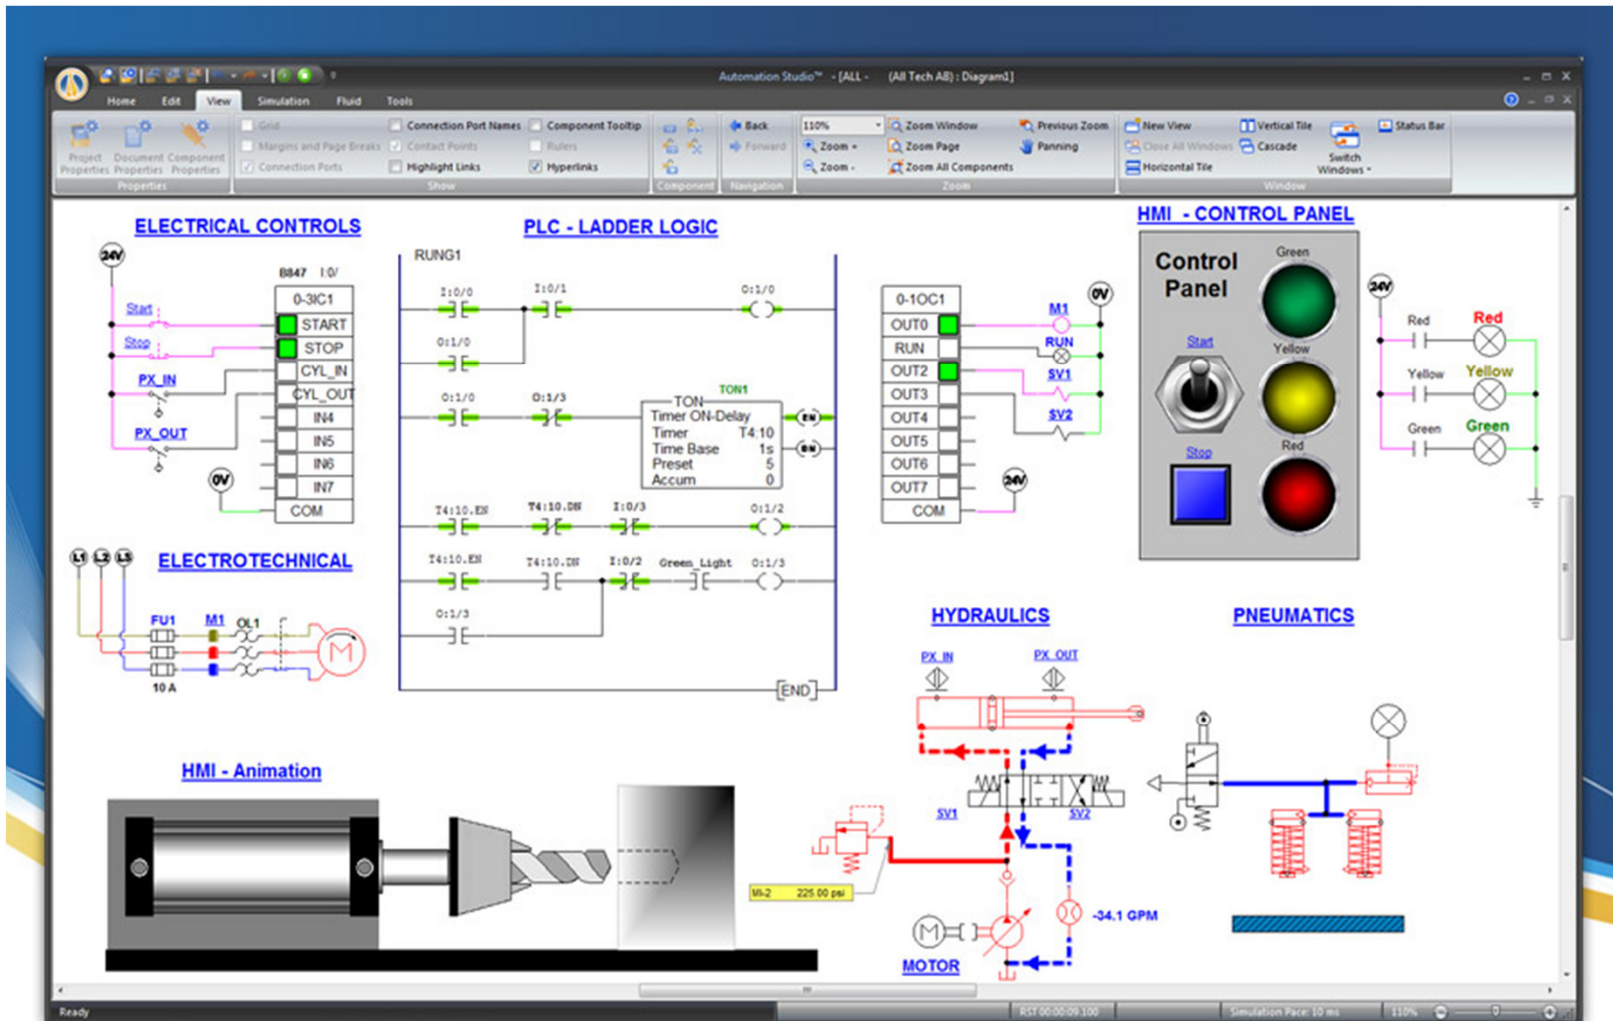 Automation Studio™ - [ALL - (All Tech AB) : Diagram1]
Home Edit View Simulation Fluid Tools
Project Properties
Document Properties
Component Properties
Properties
Grid
Margins and Page Breaks
Connection Ports
Connection Port Names
Contact Points
Highlight Links
Component Tooltip
Rulers
Hyperlinks
Show
Component
Back
Forward
Navigation
110%
Zoom +
Zoom -
Zoom Window
Zoom Page
Zoom All Components
Previous Zoom
Panning
Zoom
New View
Close All Windows
Horizontal Tile
Vertical Tile
Cascade
Switch Windows
Status Bar
Window
ELECTRICAL CONTROLS
24V
B847 I:0/
0-3IC1
Start
START
Stop
STOP
PX_IN
CYL_IN
CYL_OUT
PX_OUT
IN4
IN5
IN6
IN7
0V
COM
PLC - LADDER LOGIC
RUNG1
I:0/0 I:0/1 O:1/0
O:1/0
O:1/0 O:1/3
TON1
TON
Timer ON-Delay
Timer T4:10
Time Base 1s
Preset 5
Accum 0
EN
DN
T4:10.EN T4:10.DN I:0/3 O:1/2
T4:10.EN T4:10.DN I:0/2 Green_Light O:1/3
O:1/3
END
0-1OC1
OUT0
RUN
OUT2
OUT3
OUT4
OUT5
OUT6
OUT7
COM
0V
M1
RUN
SV1
SV2
24V
HMI - CONTROL PANEL
Control
Panel
Green
Start
Yellow
Stop
Red
24V
Red Red
Yellow Yellow
Green Green
ELECTROTECHNICAL
L1 L2 L3
FU1 M1 OL1
M
10 A
HYDRAULICS
PX_IN PX_OUT
SV1 SV2
MI-2 225.00 psi
M
-34.1 GPM
MOTOR
PNEUMATICS
HMI - Animation
Ready
RST 00:00:09.100
Simulation Pace: 10 ms
110%